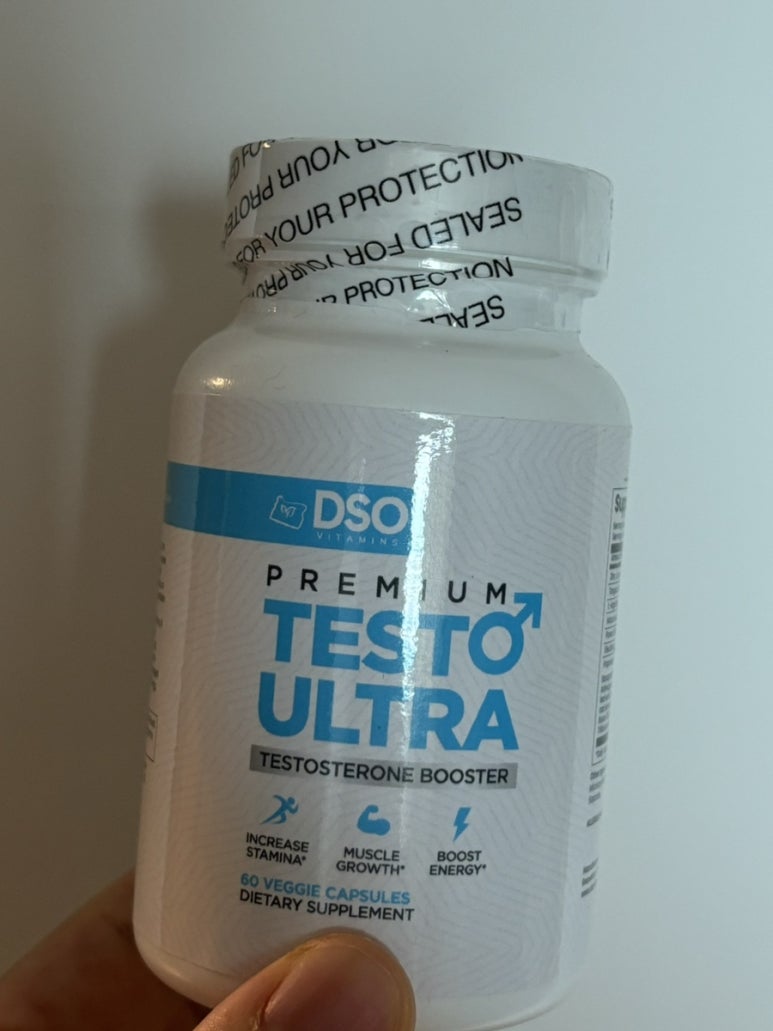 FOR YOUR PROTECTION
SEALED FOR YOUR
PROTECTION
SEALED
DSO
VITAMINS
PREMIUM
TESTO
ULTRA
TESTOSTERONE BOOSTER
INCREASE
STAMINA*
MUSCLE
GROWTH*
BOOST
ENERGY*
60 VEGGIE CAPSULES
DIETARY SUPPLEMENT